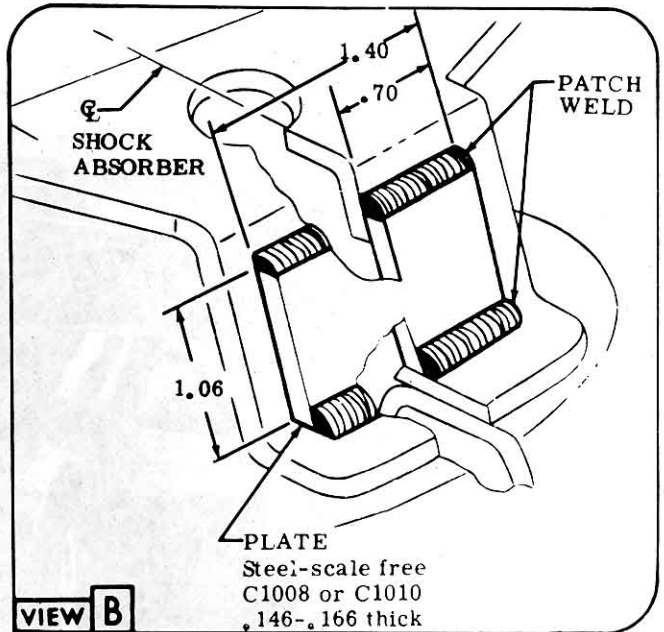 1.40
.70
PATCH
WELD
℄
SHOCK
ABSORBER
1.06
PLATE
Steel-scale free
C1008 or C1010
.146-.166 thick
VIEW B